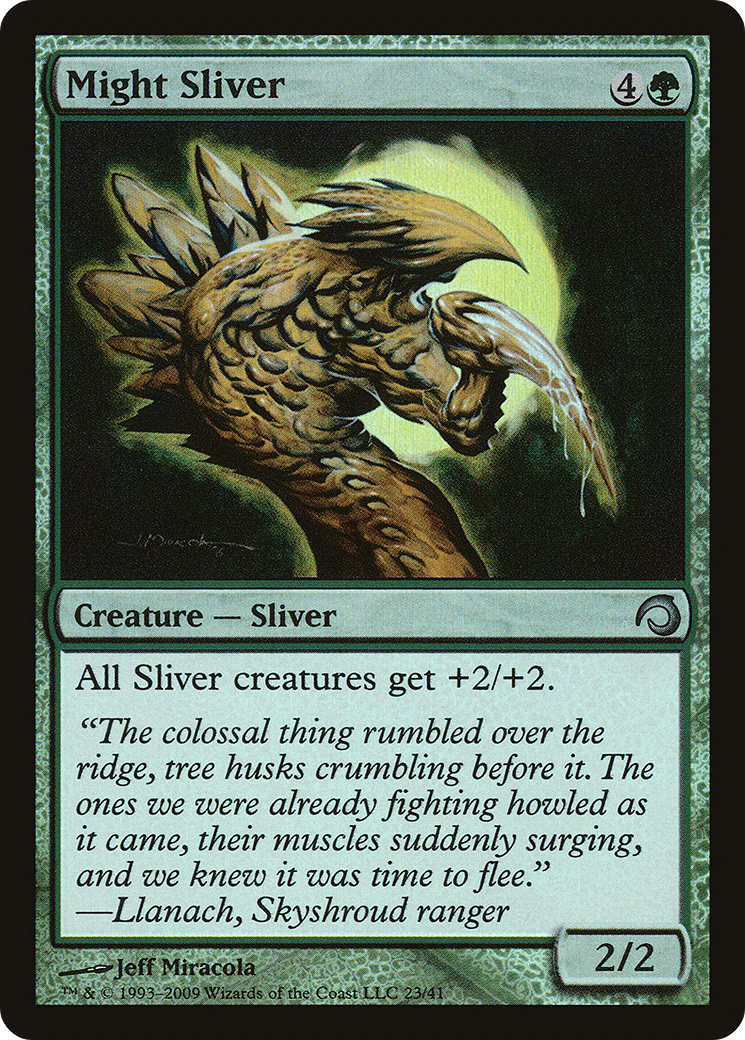 Might Sliver 4
Creature — Sliver
All Sliver creatures get +2/+2.
“The colossal thing rumbled over the
ridge, tree husks crumbling before it. The
ones we were already fighting howled as
it came, their muscles suddenly surging,
and we knew it was time to flee.”
—Llanach, Skyshroud ranger
2/2
Jeff Miracola
™ & © 1993–2009 Wizards of the Coast LLC 23/41